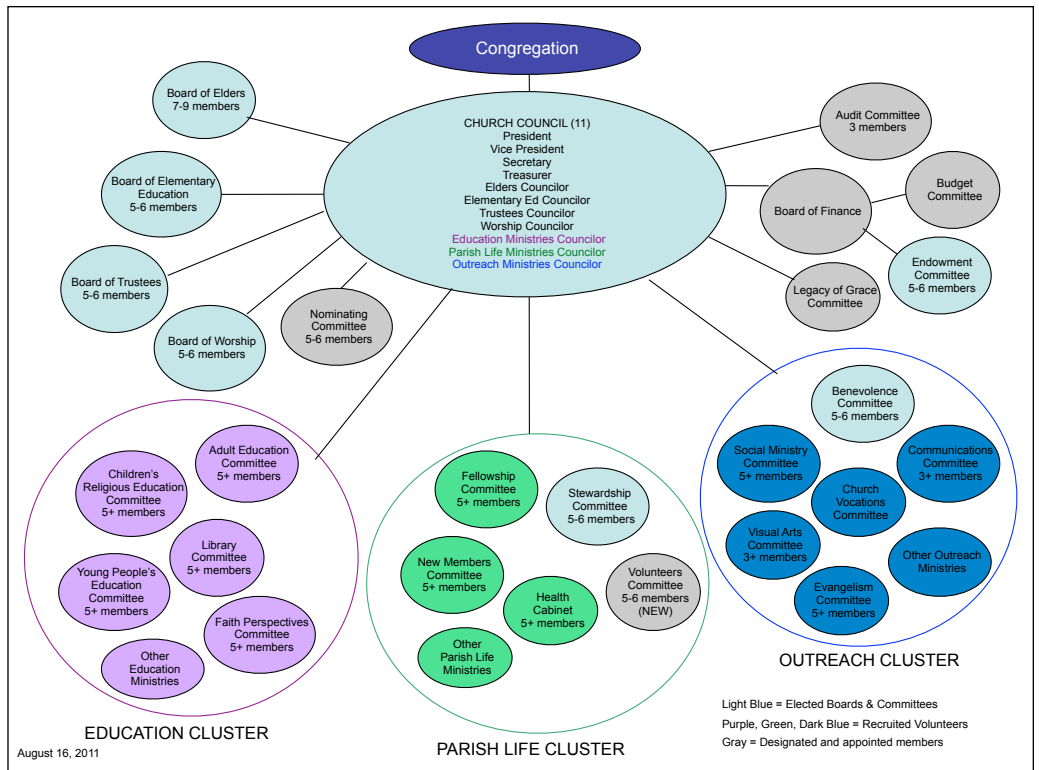 Congregation
Board of Elders
7-9 members
CHURCH COUNCIL (11)
President
Vice President
Secretary
Treasurer
Elders Councilor
Elementary Ed Councilor
Trustees Councilor
Worship Councilor
Education Ministries Councilor
Parish Life Ministries Councilor
Outreach Ministries Councilor
Audit Committee
3 members
Board of Elementary
Education
5-6 members
Board of Finance
Budget
Committee
Board of Trustees
5-6 members
Endowment
Committee
5-6 members
Legacy of Grace
Committee
Nominating
Committee
5-6 members
Board of Worship
5-6 members
Adult Education
Committee
5+ members
Children's
Religious Education
Committee
5+ members
Library
Committee
5+ members
Young People's
Education
Committee
5+ members
Faith Perspectives
Committee
5+ members
Other
Education
Ministries
EDUCATION CLUSTER
Fellowship
Committee
5+ members
Stewardship
Committee
5-6 members
New Members
Committee
5+ members
Health
Cabinet
5+ members
Volunteers
Committee
5-6 members
(NEW)
Other
Parish Life
Ministries
PARISH LIFE CLUSTER
Benevolence
Committee
5-6 members
Social Ministry
Committee
5+ members
Communications
Committee
3+ members
Church
Vocations
Committee
Visual Arts
Committee
3+ members
Other Outreach
Ministries
Evangelism
Committee
5+ members
OUTREACH CLUSTER
Light Blue = Elected Boards & Committees
Purple, Green, Dark Blue = Recruited Volunteers
Gray = Designated and appointed members
August 16, 2011